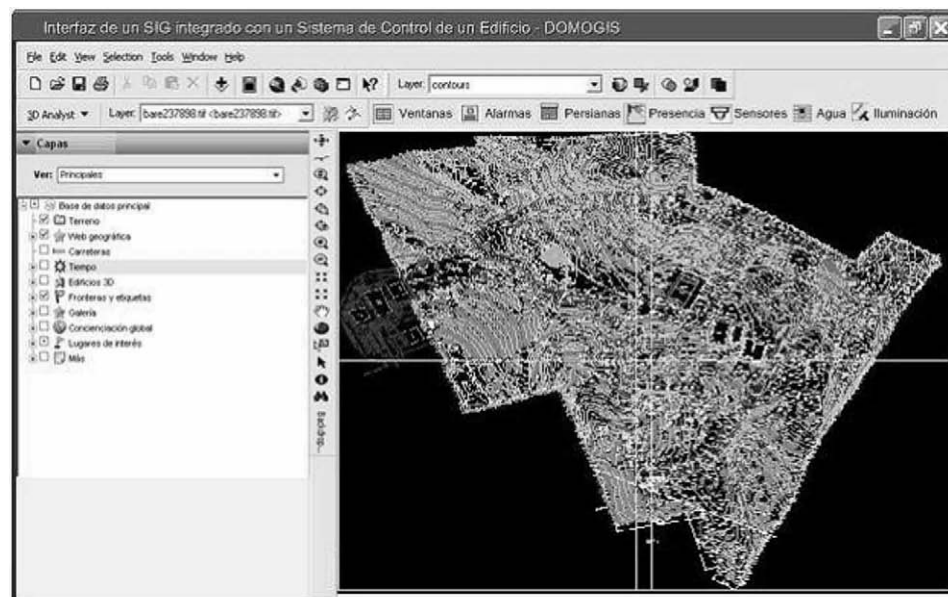 Interfaz de un SIG integrado con un Sistema de Control de un Edificio - DOMOGIS
File Edit View Selection Tools Window Help
Layer: contours
3D Analyst Layer: bare237898.tif <bare237898.tif> Ventanas Alarmas Persianas Presencia Sensores Agua Iluminación
Capas
Ver: Principales
Base de datos principal
Terreno
Web geográfica
Carreteras
Tiempo
Edificios 3D
Fronteras y etiquetas
Galería
Concienciación global
Lugares de interés
Más